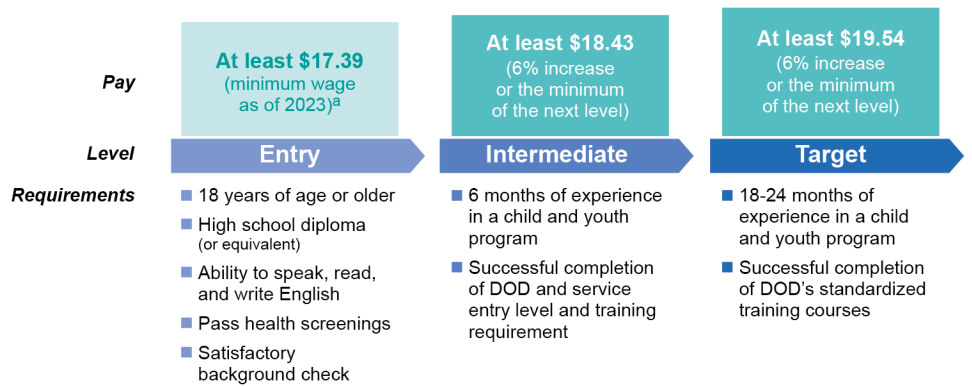 Pay
At least $17.39
(minimum wage
as of 2023)ª
At least $18.43
(6% increase
or the minimum
of the next level)
At least $19.54
(6% increase
or the minimum
of the next level)
Level
Entry
Intermediate
Target
Requirements
18 years of age or older
High school diploma
(or equivalent)
Ability to speak, read,
and write English
Pass health screenings
Satisfactory
background check
6 months of experience
in a child and youth
program
Successful completion
of DOD and service
entry level and training
requirement
18-24 months of
experience in a child
and youth program
Successful completion
of DOD's standardized
training courses